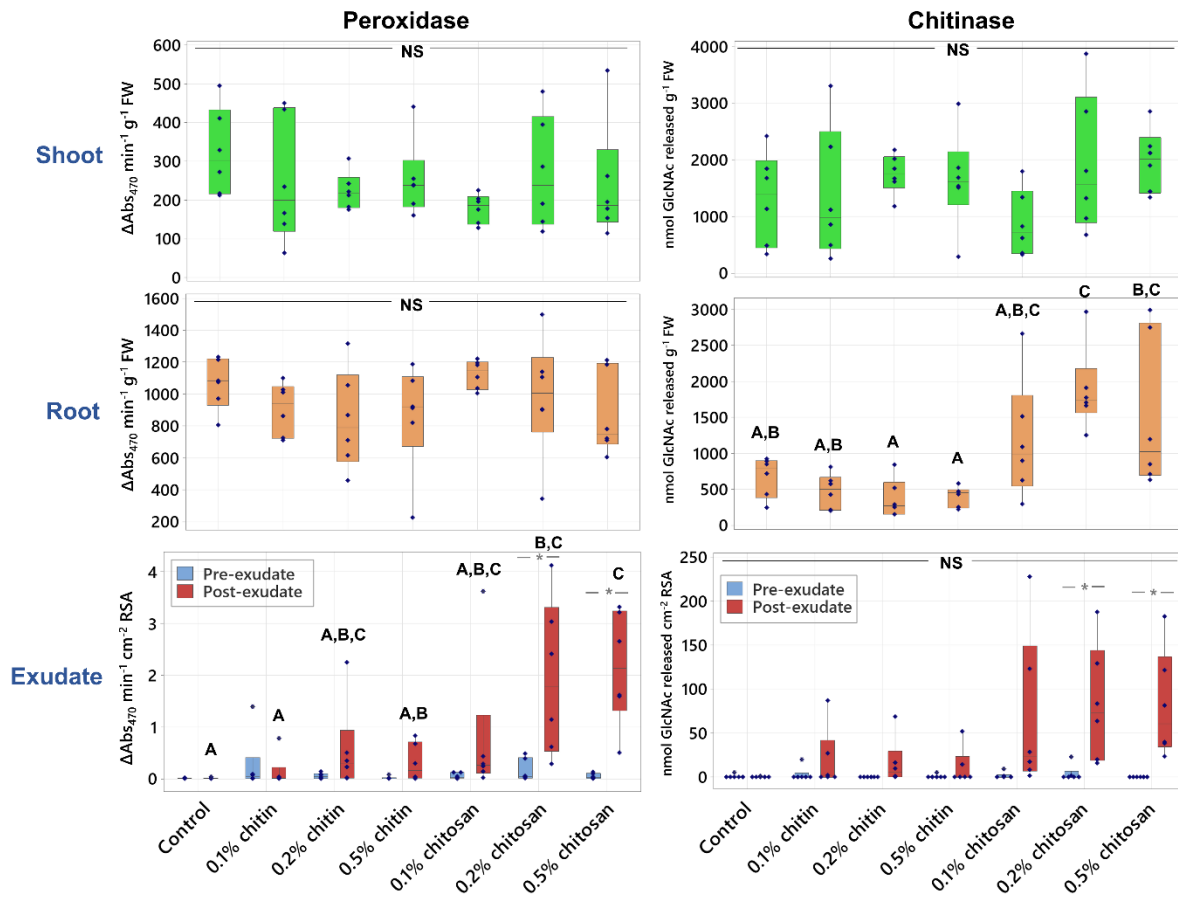 Peroxidase
Chitinase
Shoot
ΔAbs470 min-1 g-1 FW
600
500
400
300
200
100
0
NS
nmol GlcNAc released g-1 FW
4000
3000
2000
1000
0
NS
Root
ΔAbs470 min-1 g-1 FW
1600
1400
1200
1000
800
600
400
200
NS
nmol GlcNAc released g-1 FW
3000
2500
2000
1500
1000
500
0
A,B
A,B
A
A
A,B,C
C
B,C
Exudate
ΔAbs470 min-1 cm-2 RSA
4
3
2
1
0
Pre-exudate
Post-exudate
A
A
A,B,C
A,B
A,B,C
B,C
*
C
*
nmol GlcNAc released cm-2 RSA
250
200
150
100
50
0
NS
Pre-exudate
Post-exudate
*
*
Control
0.1% chitin
0.2% chitin
0.5% chitin
0.1% chitosan
0.2% chitosan
0.5% chitosan
Control
0.1% chitin
0.2% chitin
0.5% chitin
0.1% chitosan
0.2% chitosan
0.5% chitosan